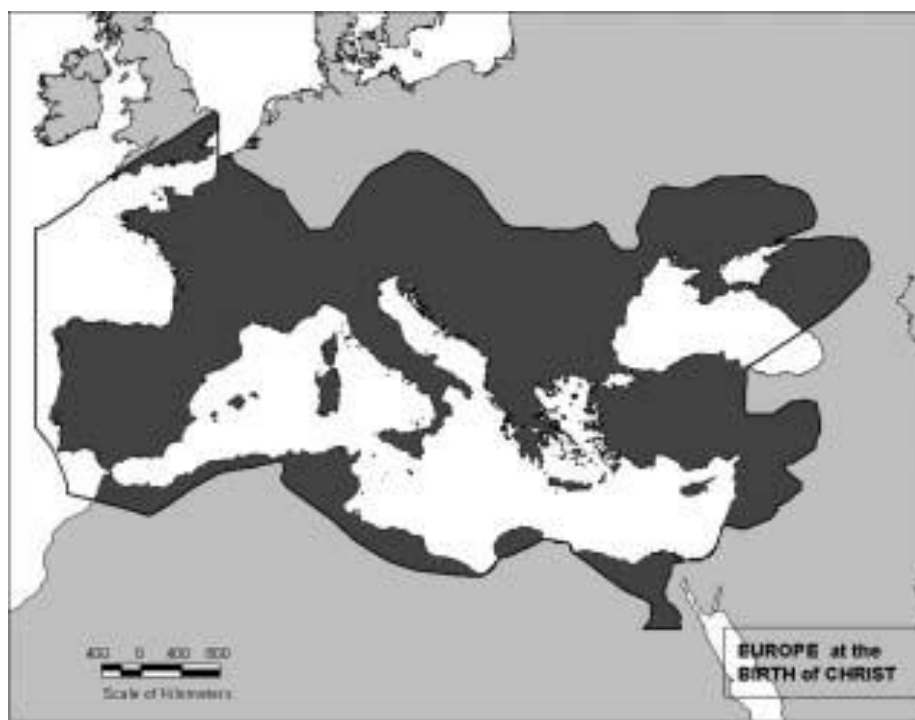 EUROPE at the
BIRTH of CHRIST
400 0 400 800
Scale of Kilometers